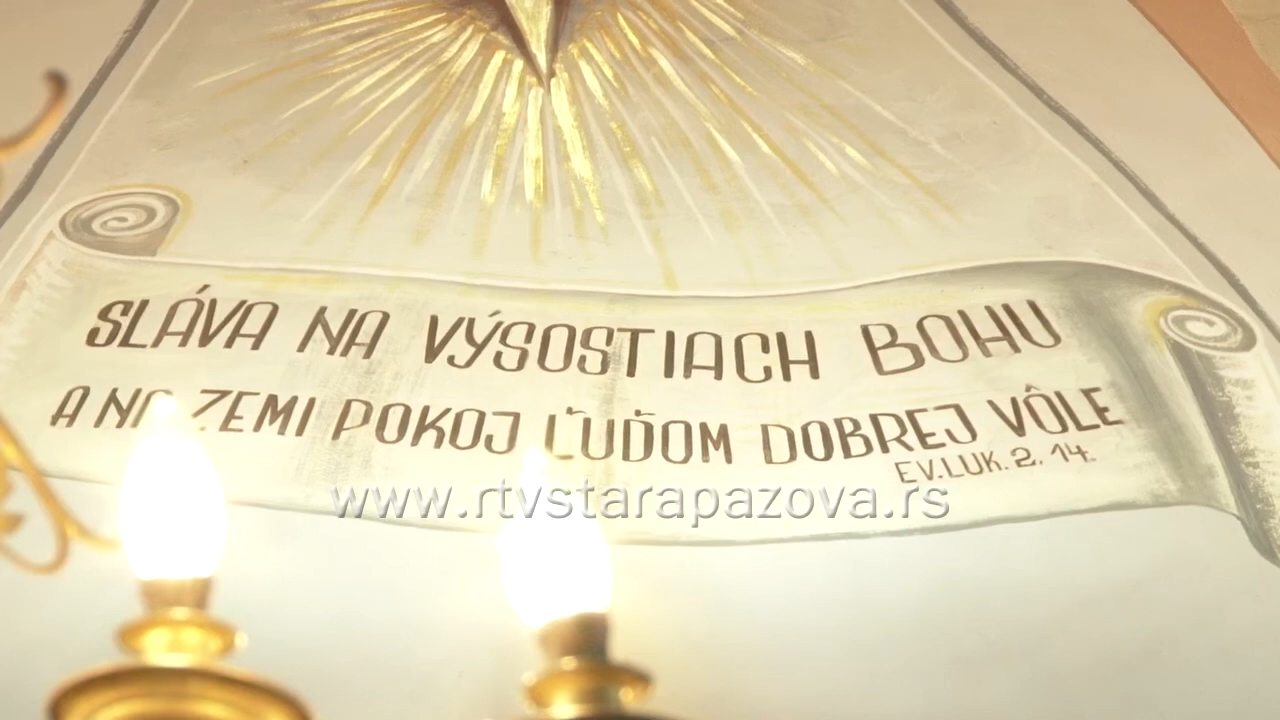 SLÁVA NA VÝSOSTIACH BOHU
A NA ZEMI POKOJ ĽUĎOM DOBREJ VÔLE
EV.LUK. 2. 14.
www.rtvstarapazova.rs